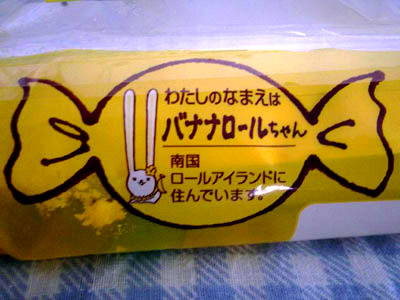 わたしのなまえは
バナナロールちゃん
南国
ロールアイランドに
住んでいます。